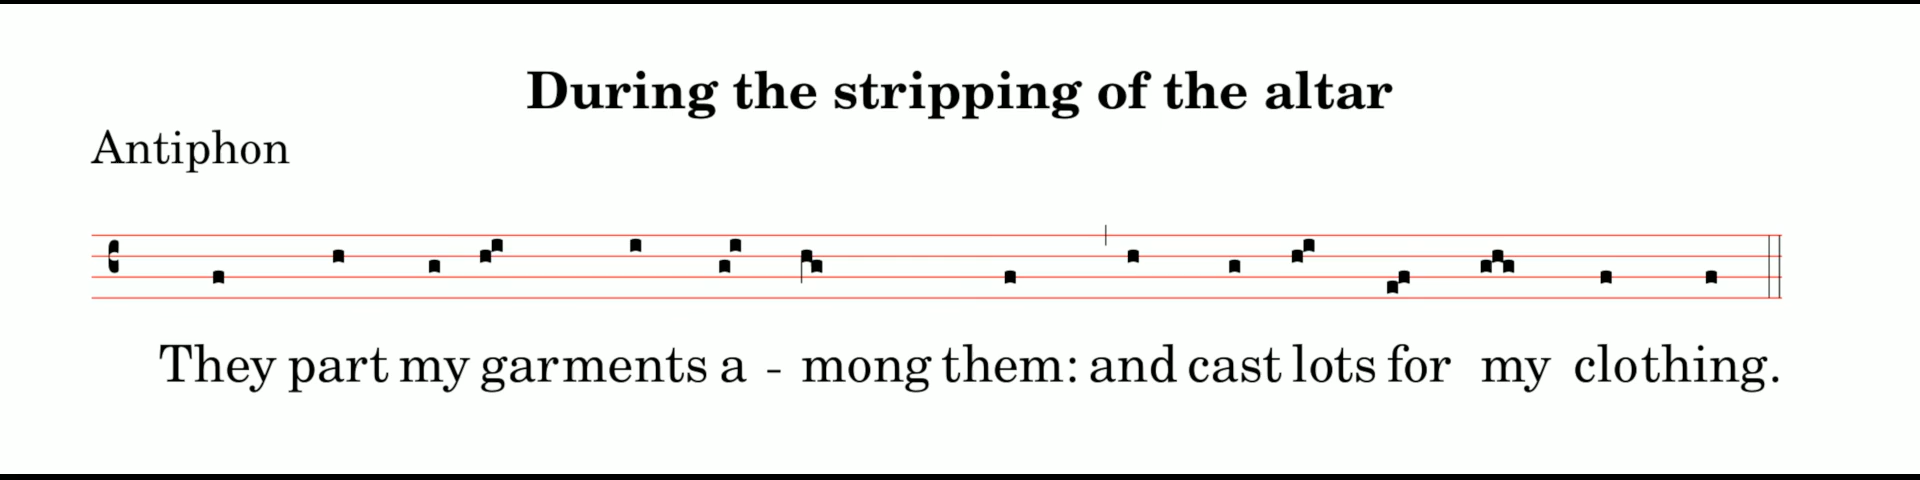 During the stripping of the altar
Antiphon
They part my garments a - mong them: and cast lots for my clothing.